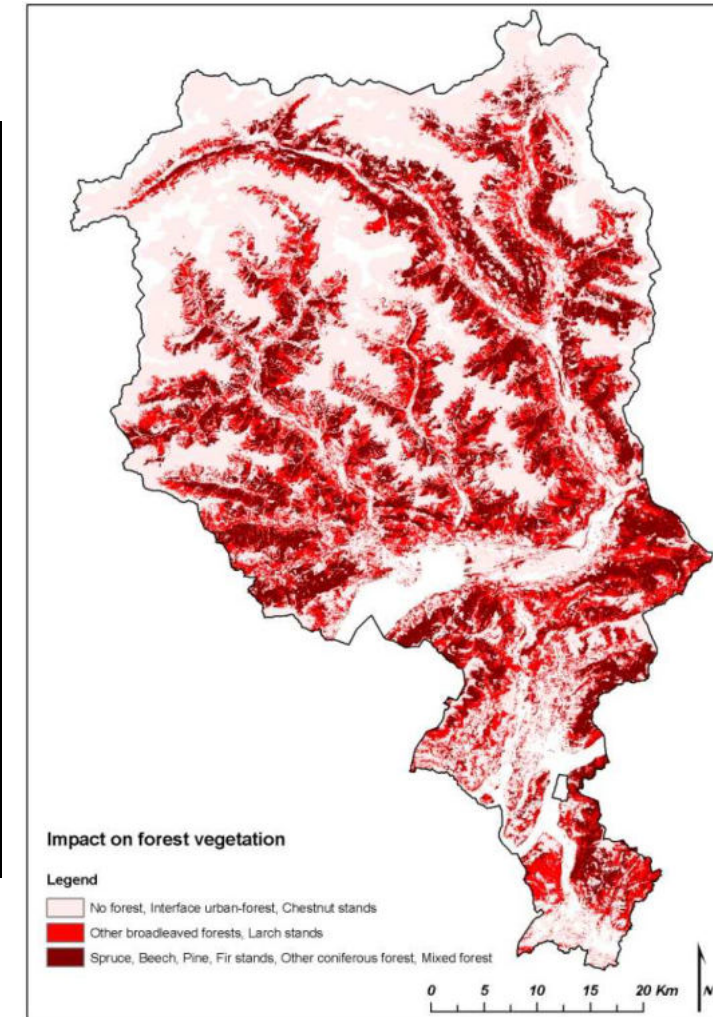 Impact on forest vegetation
Legend
No forest, Interface urban-forest, Chestnut stands
Other broadleaved forests, Larch stands
Spruce, Beech, Pine, Fir stands, Other coniferous forest, Mixed forest
0 5 10 15 20 Km
N